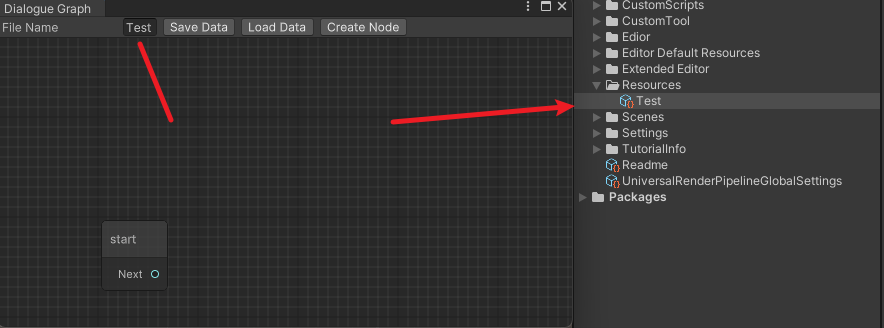 Dialogue Graph
File Name Test Save Data Load Data Create Node
start
Next
CustomScripts
CustomTool
Edior
Editor Default Resources
Extended Editor
Resources
Test
Scenes
Settings
TutorialInfo
Readme
UniversalRenderPipelineGlobalSettings
Packages